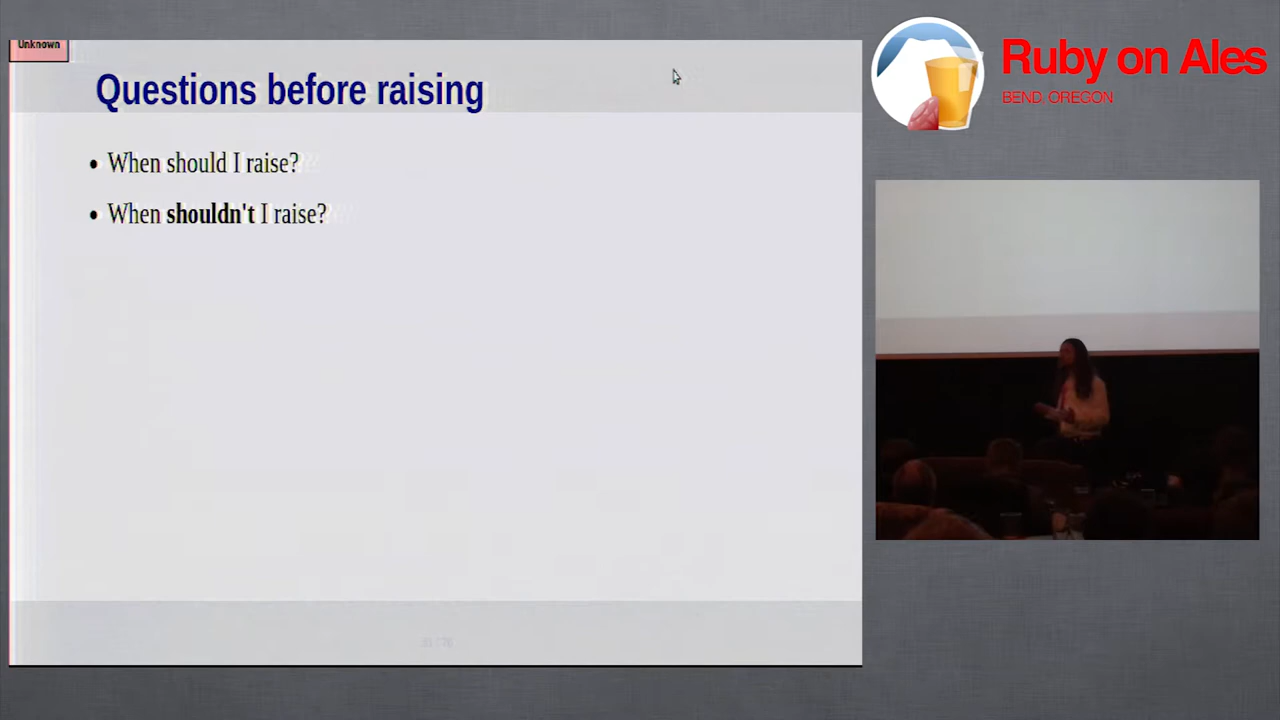 Unknown
Questions before raising
• When should I raise?
• When shouldn't I raise?
Ruby on Ales
BEND, OREGON